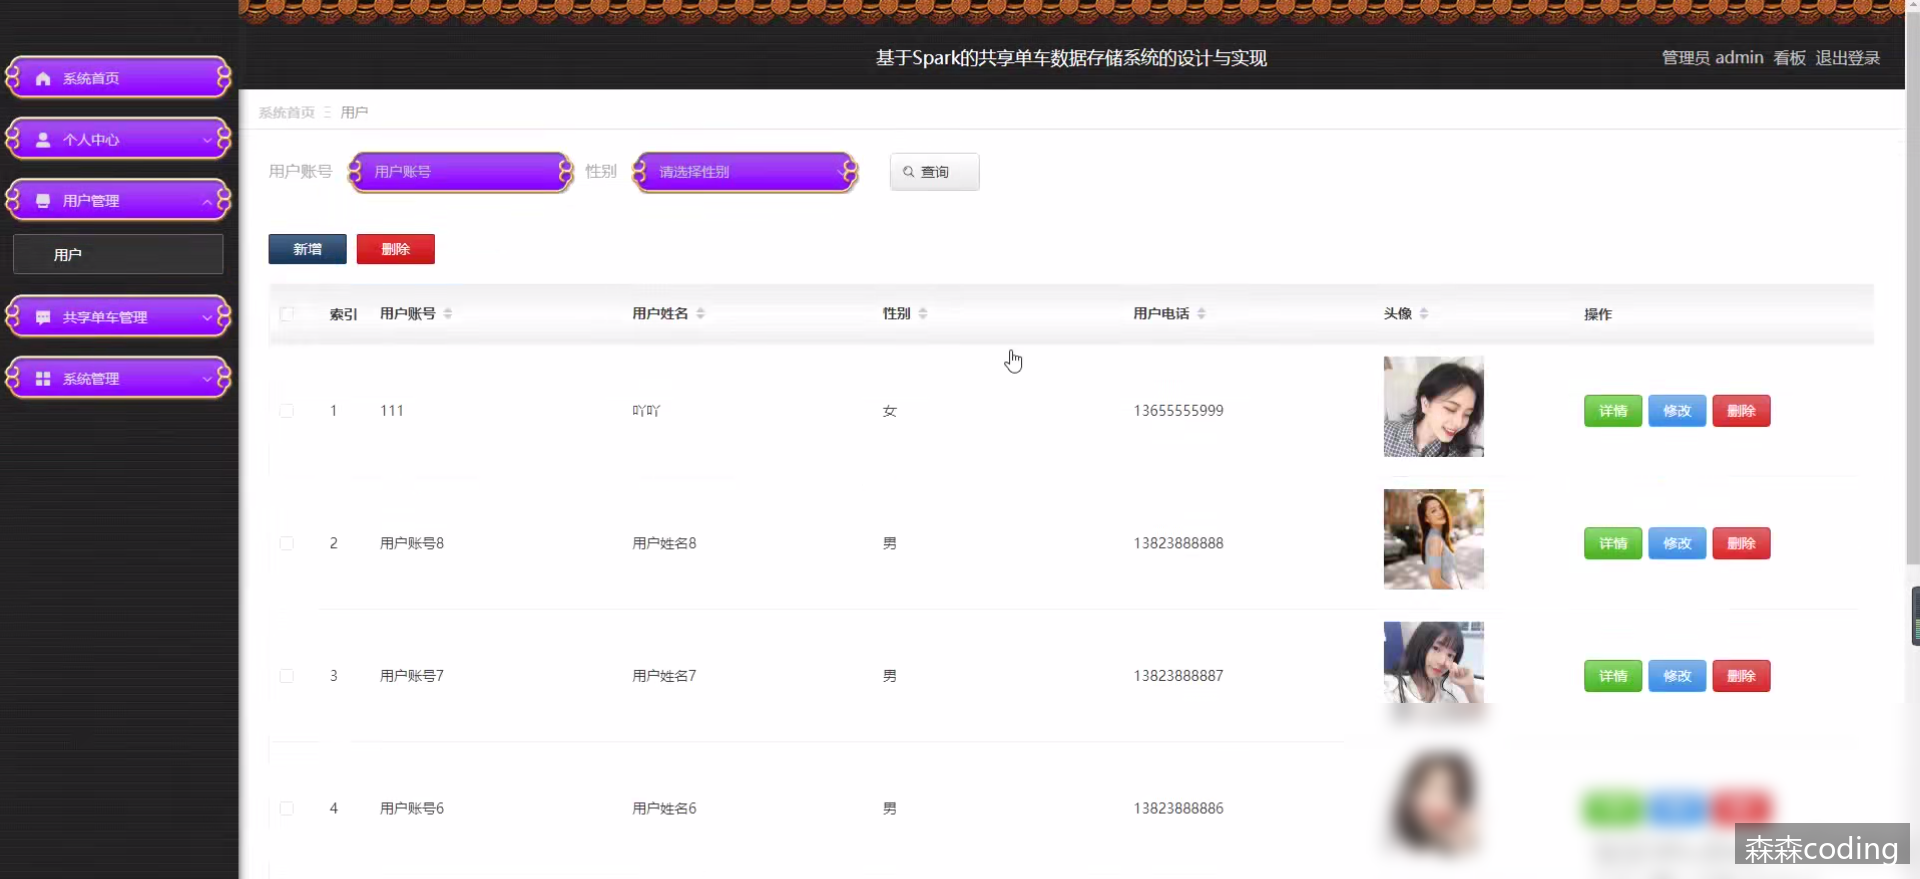 基于Spark的共享单车数据存储系统的设计与实现
管理员 admin 看板 退出登录
系统首页
个人中心
用户管理
用户
共享单车管理
系统管理
系统首页 用户
用户账号 用户账号 性别 请选择性别 查询
新增 删除
索引 用户账号 用户姓名 性别 用户电话 头像 操作
1 111 吖吖 女 13655555999 详情 修改 删除
2 用户账号8 用户姓名8 男 13823888888 详情 修改 删除
3 用户账号7 用户姓名7 男 13823888887 详情 修改 删除
4 用户账号6 用户姓名6 男 13823888886
森森coding